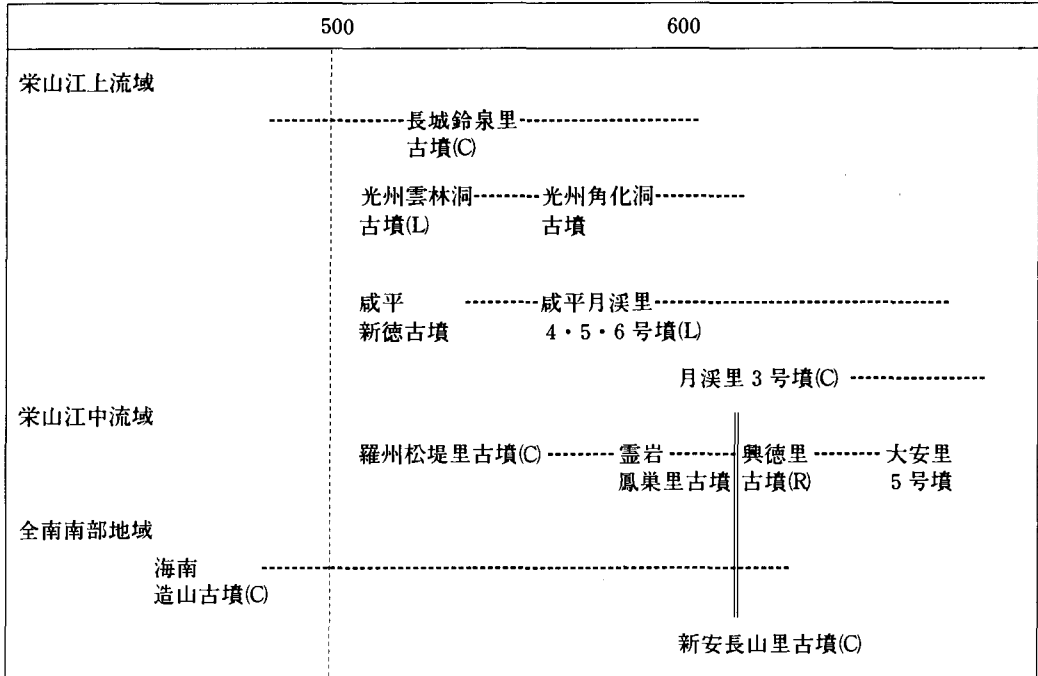 500 600
栄山江上流域
長城鈴泉里
古墳(C)
光州雲林洞 光州角化洞
古墳(L) 古墳
咸平 咸平月渓里
新徳古墳 4・5・6号墳(L)
月渓里3号墳(C)
栄山江中流域
羅州松堤里古墳(C) 霊岩 興徳里 大安里
鳳巣里古墳 古墳(R) 5号墳
全南南部地域
海南
造山古墳(C)
新安長山里古墳(C)